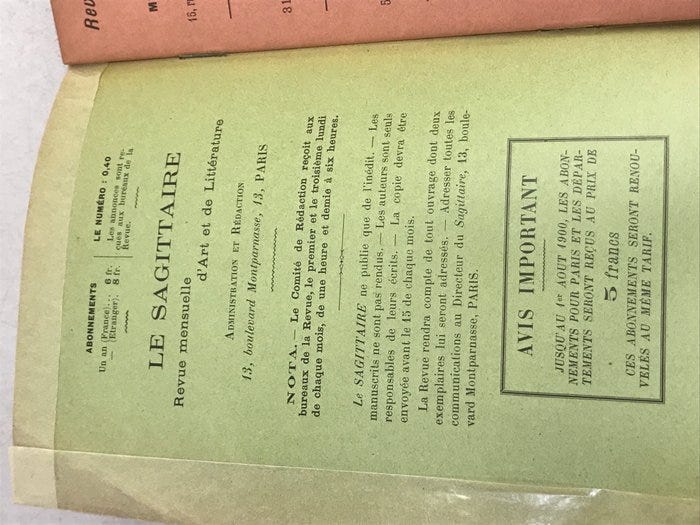 Rev
M
16, r
31
5
ABONNEMENTS
Un an (France)... 6 fr.
— (Etranger). 8 fr.
LE NUMÉRO : 0,40
Les annonces sont re-
çues aux bureaux de la
Revue.
LE SAGITTAIRE
Revue mensuelle
d'Art et de Littérature
ADMINISTRATION ET RÉDACTION
13, boulevard Montparnasse, 13, PARIS
NOTA. — Le Comité de Rédaction reçoit aux
bureaux de la Revue, le premier et le troisième lundi
de chaque mois, de une heure et demie à six heures.
Le SAGITTAIRE ne publie que de l'inédit. — Les
manuscrits ne sont pas rendus. — Les auteurs sont seuls
responsables de leurs écrits. — La copie devra être
envoyée avant le 15 de chaque mois.
La Revue rendra compte de tout ouvrage dont deux
exemplaires lui seront adressés. — Adresser toutes les
communications au Directeur du Sagittaire, 13, boule-
vard Montparnasse, PARIS.
AVIS IMPORTANT
JUSQU'AU 1er AOUT 1900, LES ABON-
NEMENTS POUR PARIS ET LES DÉPAR-
TEMENTS SERONT REÇUS AU PRIX DE
5 francs
CES ABONNEMENTS SERONT RENOU-
VELÉS AU MÊME TARIF.